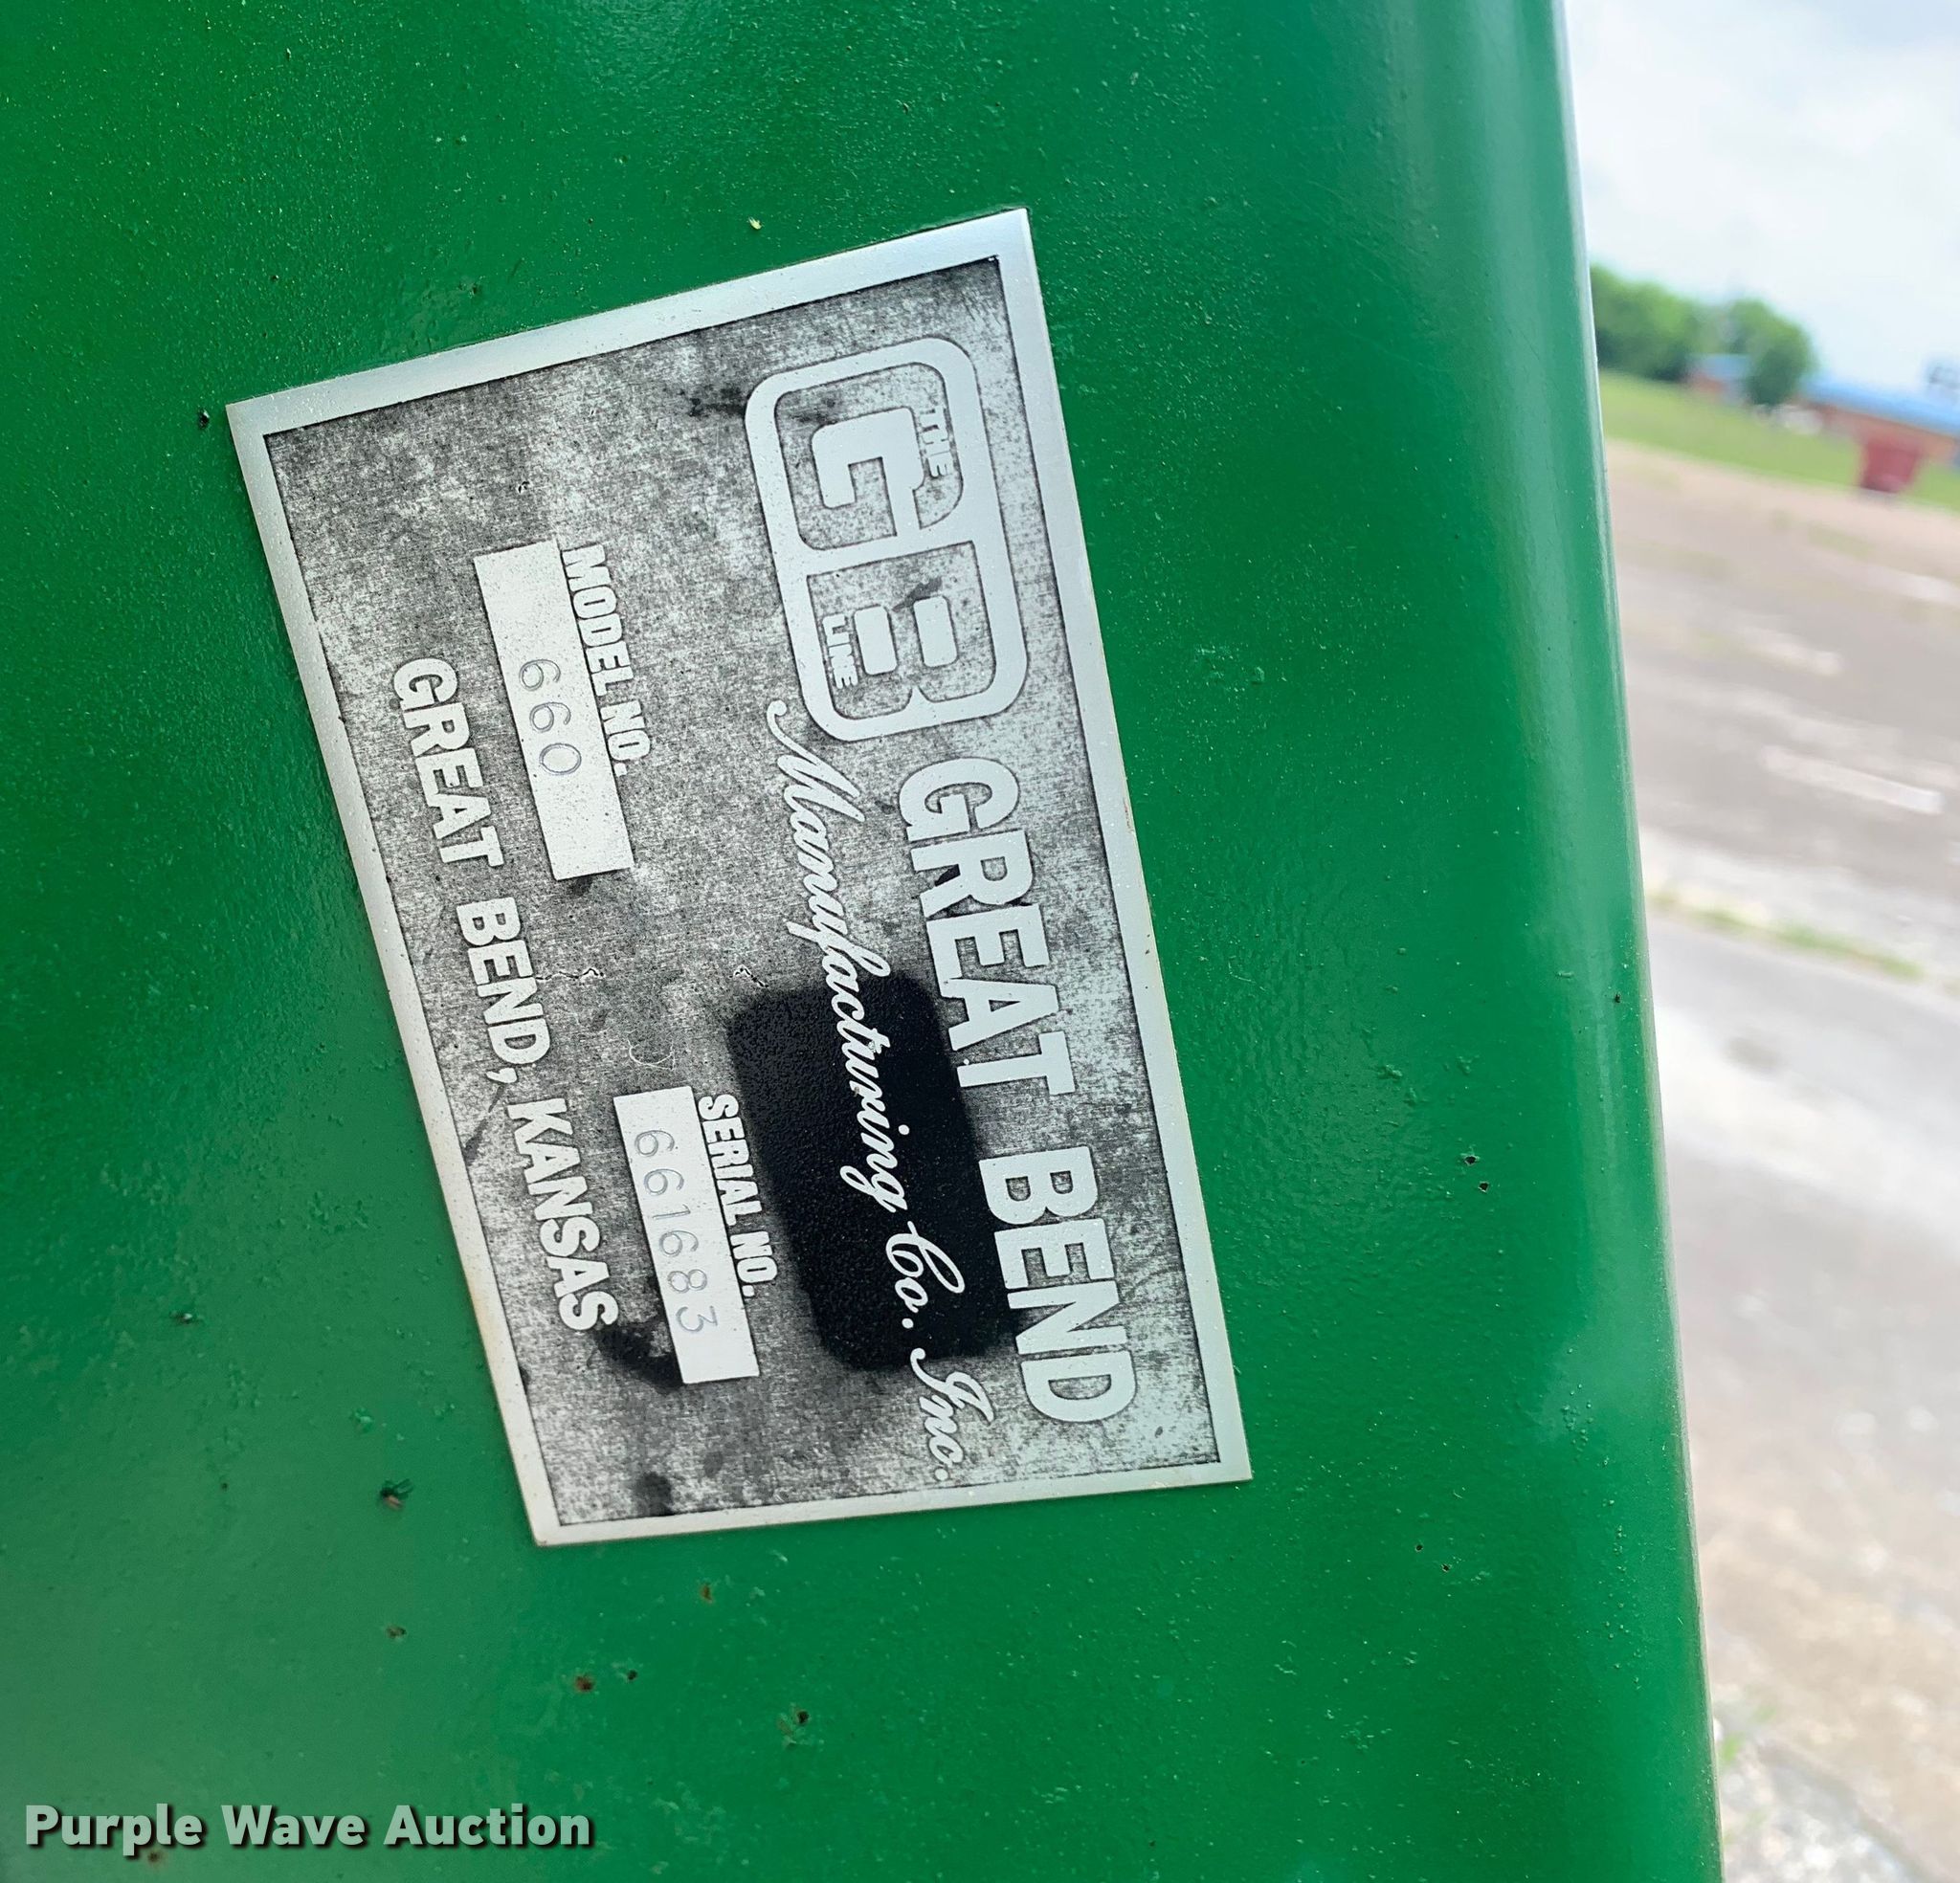 THE
GB
LINE
GREAT BEND
Manufacturing Co. Inc.
MODEL NO.
660
SERIAL NO.
661683
GREAT BEND, KANSAS
Purple Wave Auction